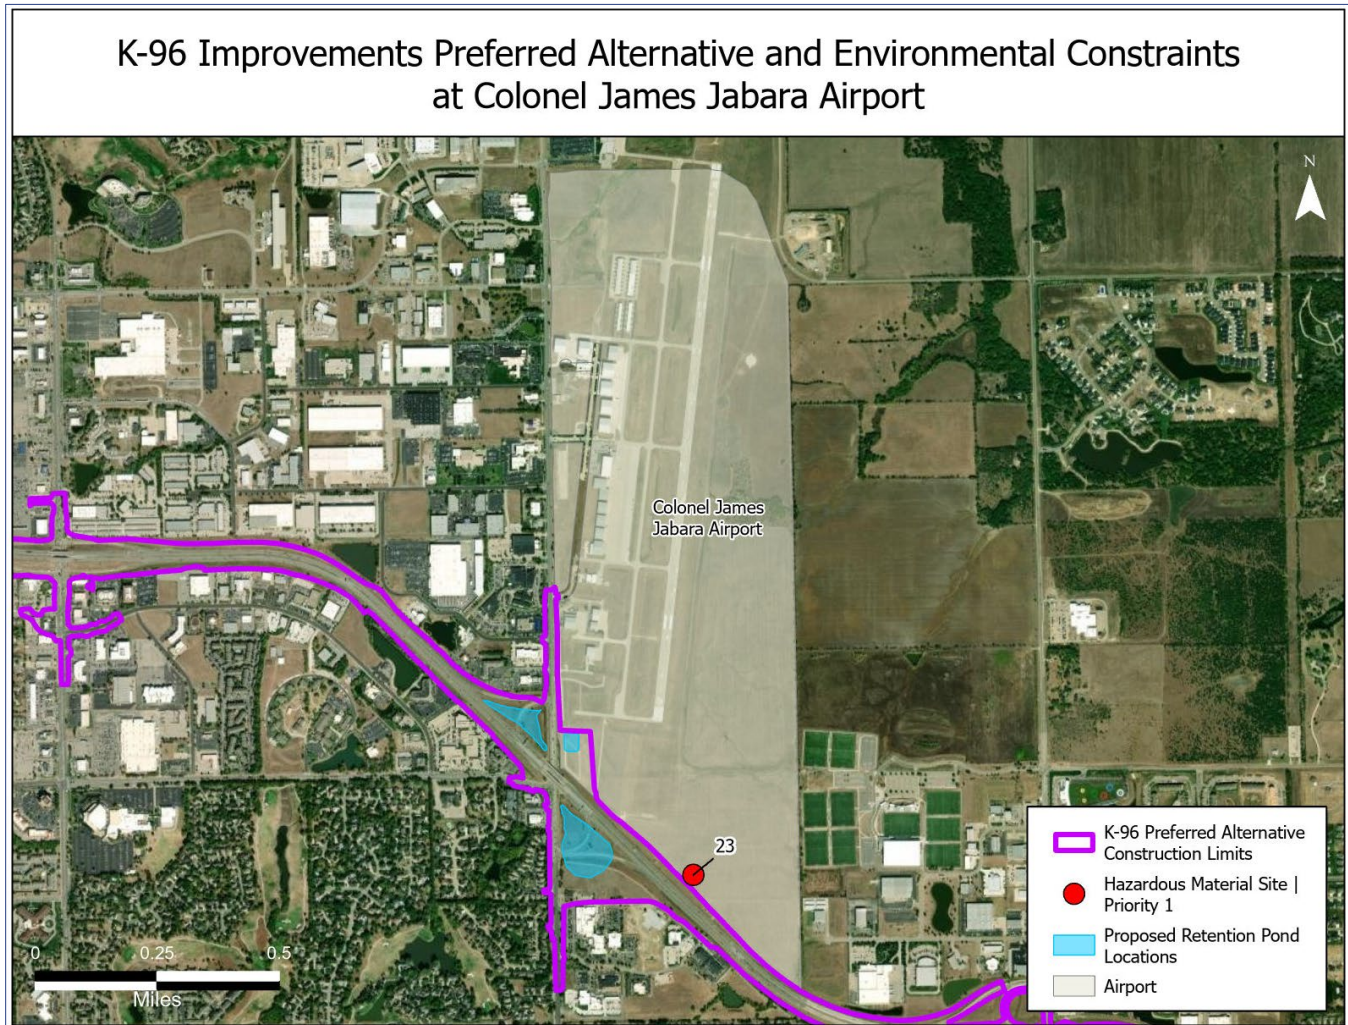 K-96 Improvements Preferred Alternative and Environmental Constraints
at Colonel James Jabara Airport
N
Colonel James
Jabara Airport
23
K-96 Preferred Alternative
Construction Limits
Hazardous Material Site |
Priority 1
Proposed Retention Pond
Locations
Airport
0 0.25 0.5
Miles